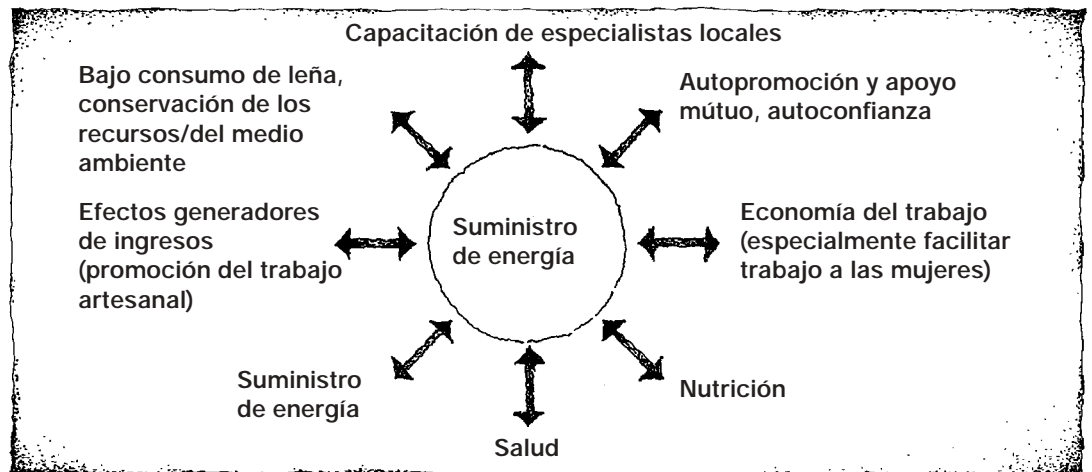 Capacitación de especialistas locales
Bajo consumo de leña,
conservación de los
recursos/del medio
ambiente
Autopromoción y apoyo
mútuo, autoconfianza
Efectos generadores
de ingresos
(promoción del trabajo
artesanal)
Suministro
de energía
Economía del trabajo
(especialmente facilitar
trabajo a las mujeres)
Suministro
de energía
Nutrición
Salud